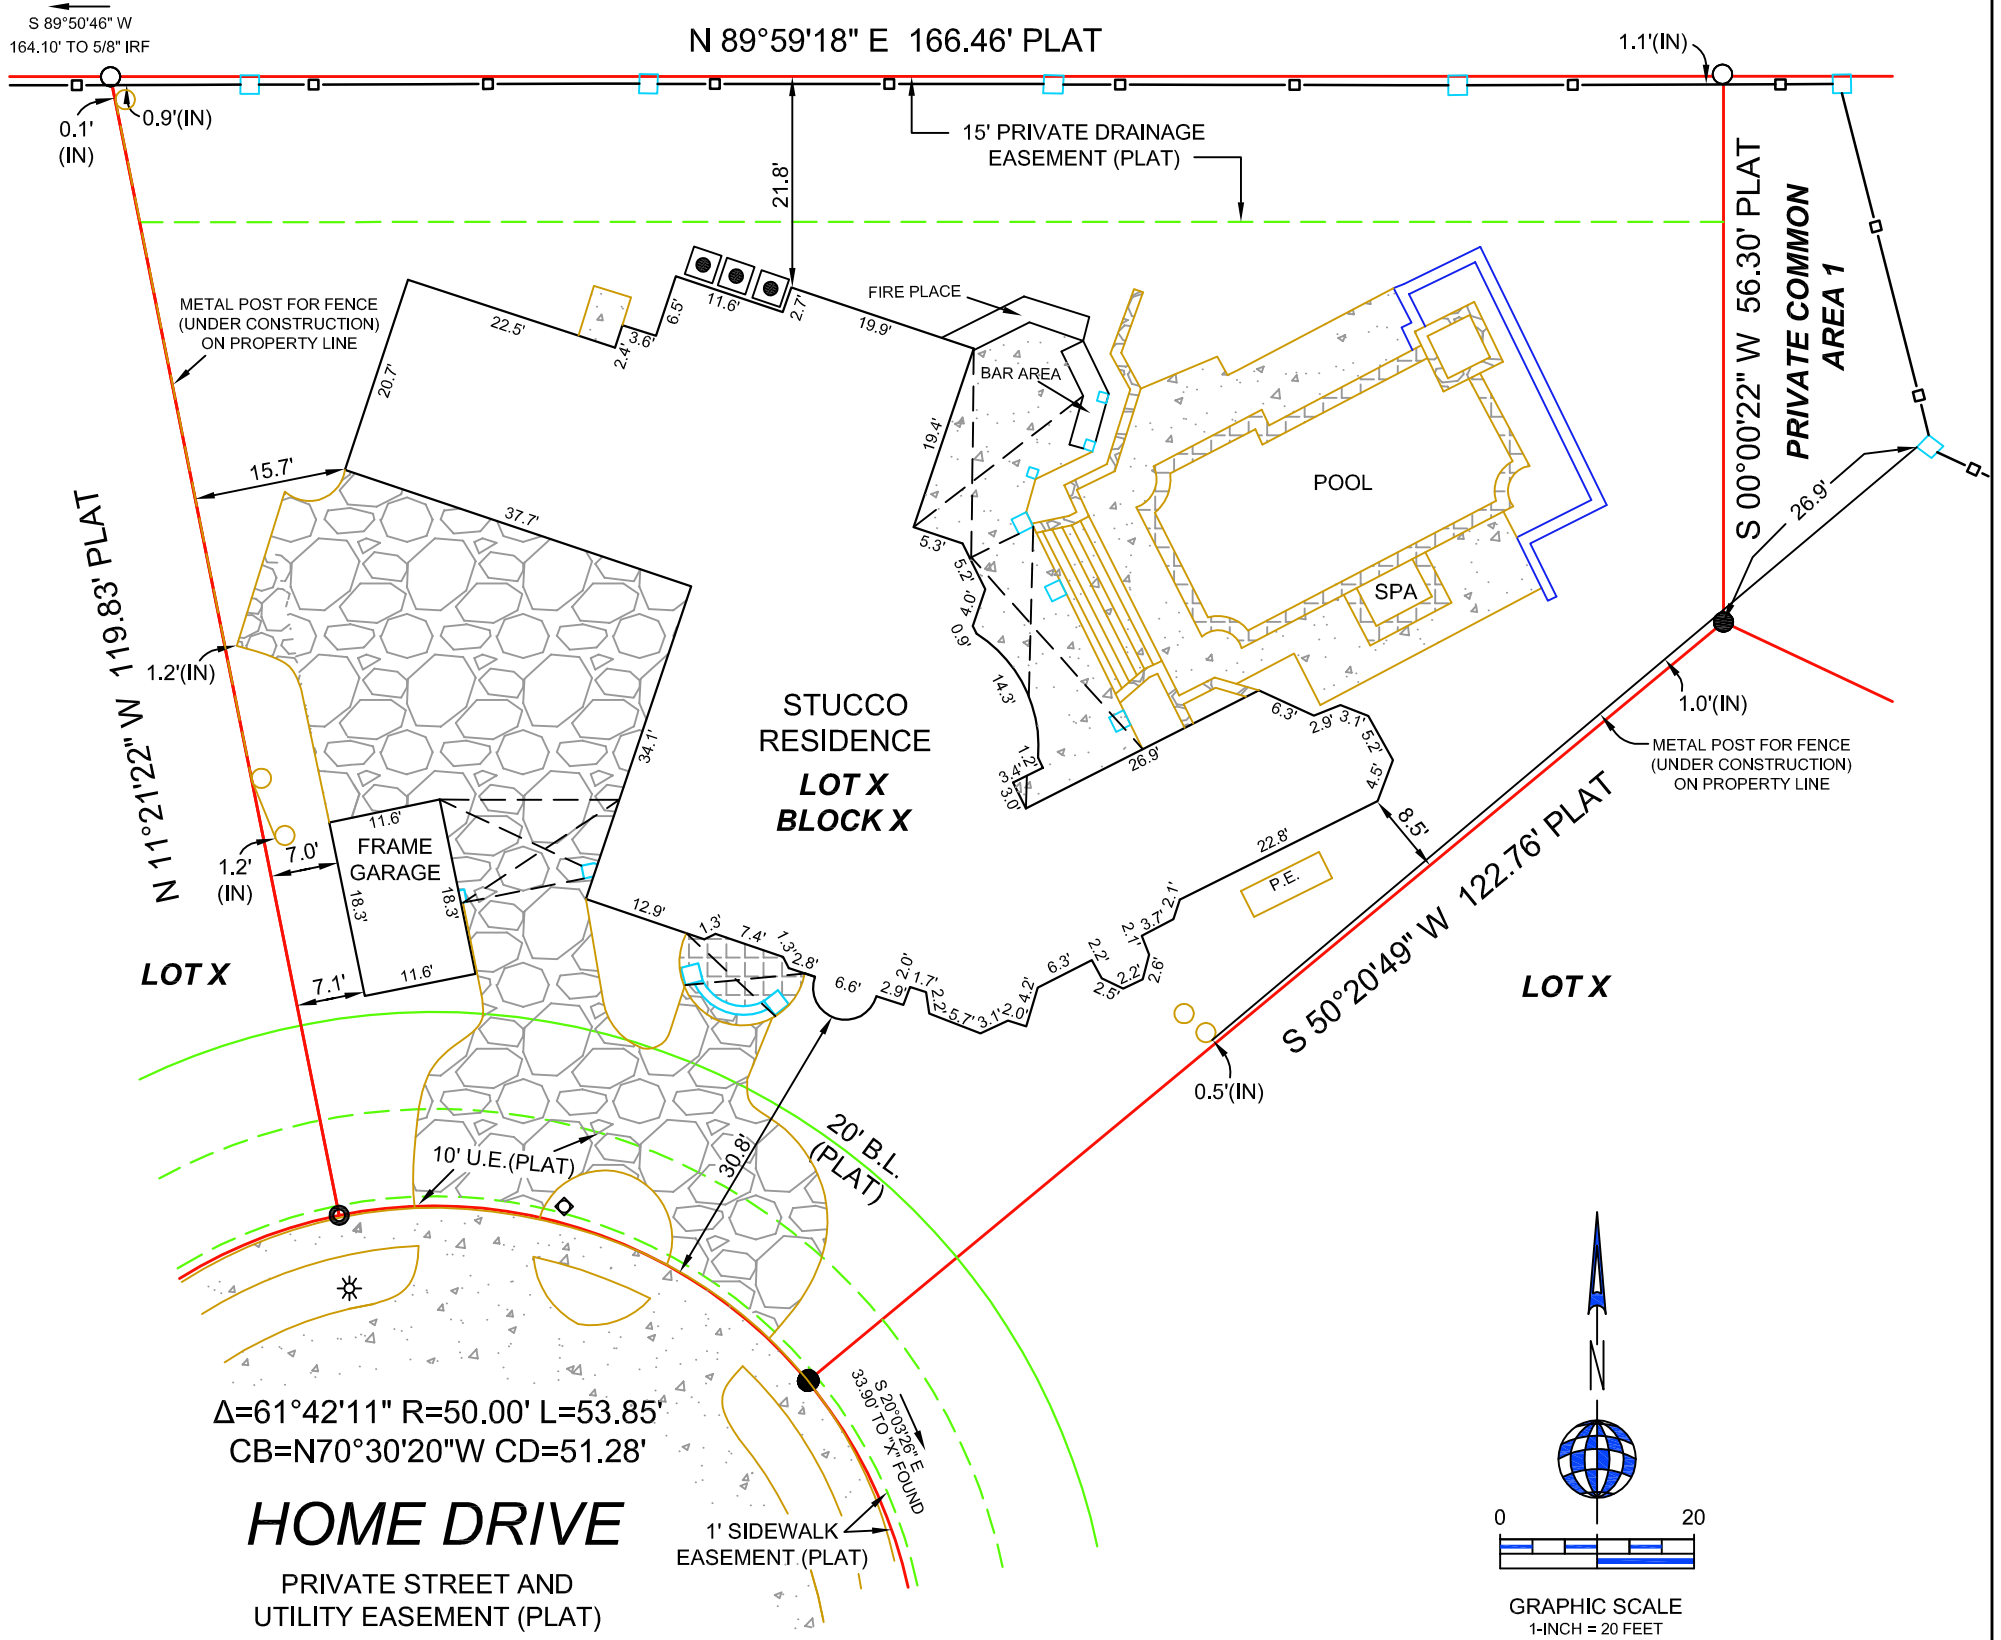 S 89°50'46" W
164.10' TO 5/8" IRF
N 89°59'18" E 166.46' PLAT
1.1'(IN)
0.1'
(IN)
0.9'(IN)
15' PRIVATE DRAINAGE
EASEMENT (PLAT)
21.8'
S 00°00'22" W 56.30' PLAT
PRIVATE COMMON
AREA 1
METAL POST FOR FENCE
(UNDER CONSTRUCTION)
ON PROPERTY LINE
22.5'
2.4'
3.6'
6.5'
11.6'
2.7'
19.9'
FIRE PLACE
BAR AREA
20.7'
19.4'
15.7'
37.7'
5.3'
5.2'
4.0'
0.9'
14.3'
1.2'
3.4'
3.0'
26.9'
POOL
SPA
26.9'
N 11°21'22" W 119.83' PLAT
1.2'(IN)
34.1'
STUCCO
RESIDENCE
LOT X
BLOCK X
6.3'
2.9'
3.1'
5.2'
4.5'
1.0'(IN)
METAL POST FOR FENCE
(UNDER CONSTRUCTION)
ON PROPERTY LINE
11.6'
FRAME
GARAGE
18.3'
18.3'
11.6'
1.2'
(IN)
7.0'
7.1'
LOT X
22.8'
8.5'
P.E.
S 50°20'49" W 122.76' PLAT
12.9'
1.3'
7.4'
1.3'
2.8'
6.6'
2.9'
2.0'
1.7'
2.2'
5.7'
3.1'
2.0'
4.2'
6.3'
2.2'
2.5'
2.2'
2.6'
2.1'
3.7'
2.1'
LOT X
0.5'(IN)
20' B.L.
(PLAT)
30.8'
10' U.E.(PLAT)
Δ=61°42'11" R=50.00' L=53.85'
CB=N70°30'20"W CD=51.28'
S 20°03'26" E
33.90' TO "X" FOUND
HOME DRIVE
PRIVATE STREET AND
UTILITY EASEMENT (PLAT)
1' SIDEWALK
EASEMENT (PLAT)
N
0 20
GRAPHIC SCALE
1-INCH = 20 FEET